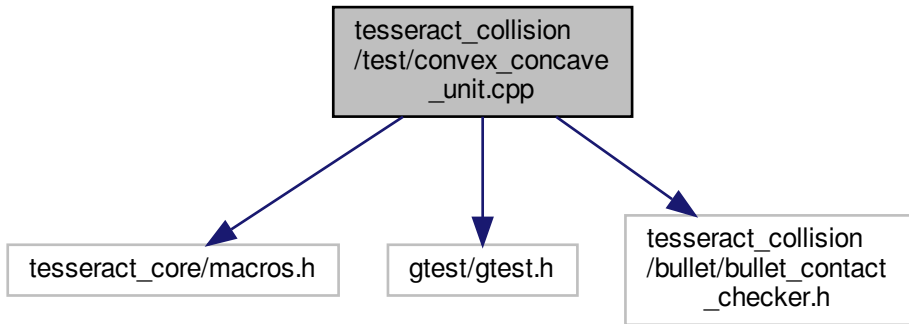 tesseract_collision
/test/convex_concave
_unit.cpp
tesseract_core/macros.h
gtest/gtest.h
tesseract_collision
/bullet/bullet_contact
_checker.h